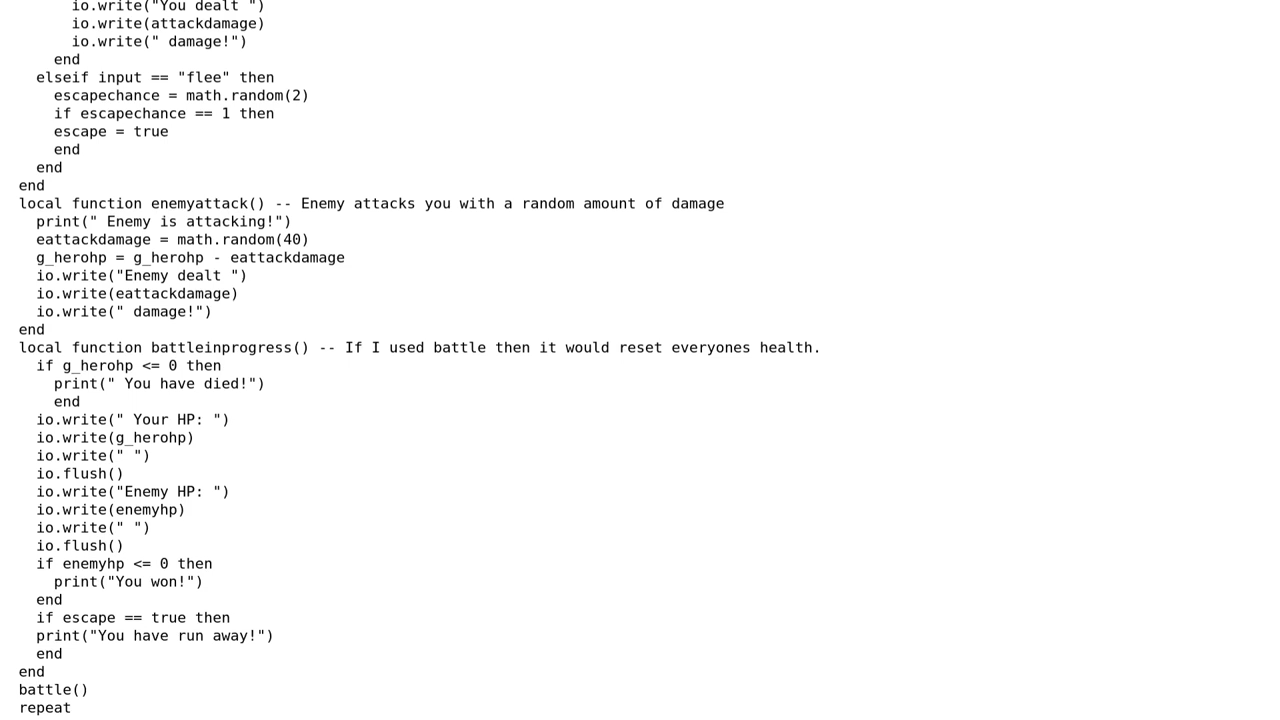 io.write("You dealt ")
io.write(attackdamage)
io.write(" damage!")
end
elseif input == "flee" then
escapechance = math.random(2)
if escapechance == 1 then
escape = true
end
end
end
local function enemyattack() -- Enemy attacks you with a random amount of damage
print(" Enemy is attacking!")
eattackdamage = math.random(40)
g_herohp = g_herohp - eattackdamage
io.write("Enemy dealt ")
io.write(eattackdamage)
io.write(" damage!")
end
local function battleinprogress() -- If I used battle then it would reset everyones health.
if g_herohp <= 0 then
print(" You have died!")
end
io.write(" Your HP: ")
io.write(g_herohp)
io.write(" ")
io.flush()
io.write("Enemy HP: ")
io.write(enemyhp)
io.write(" ")
io.flush()
if enemyhp <= 0 then
print("You won!")
end
if escape == true then
print("You have run away!")
end
end
battle()
repeat